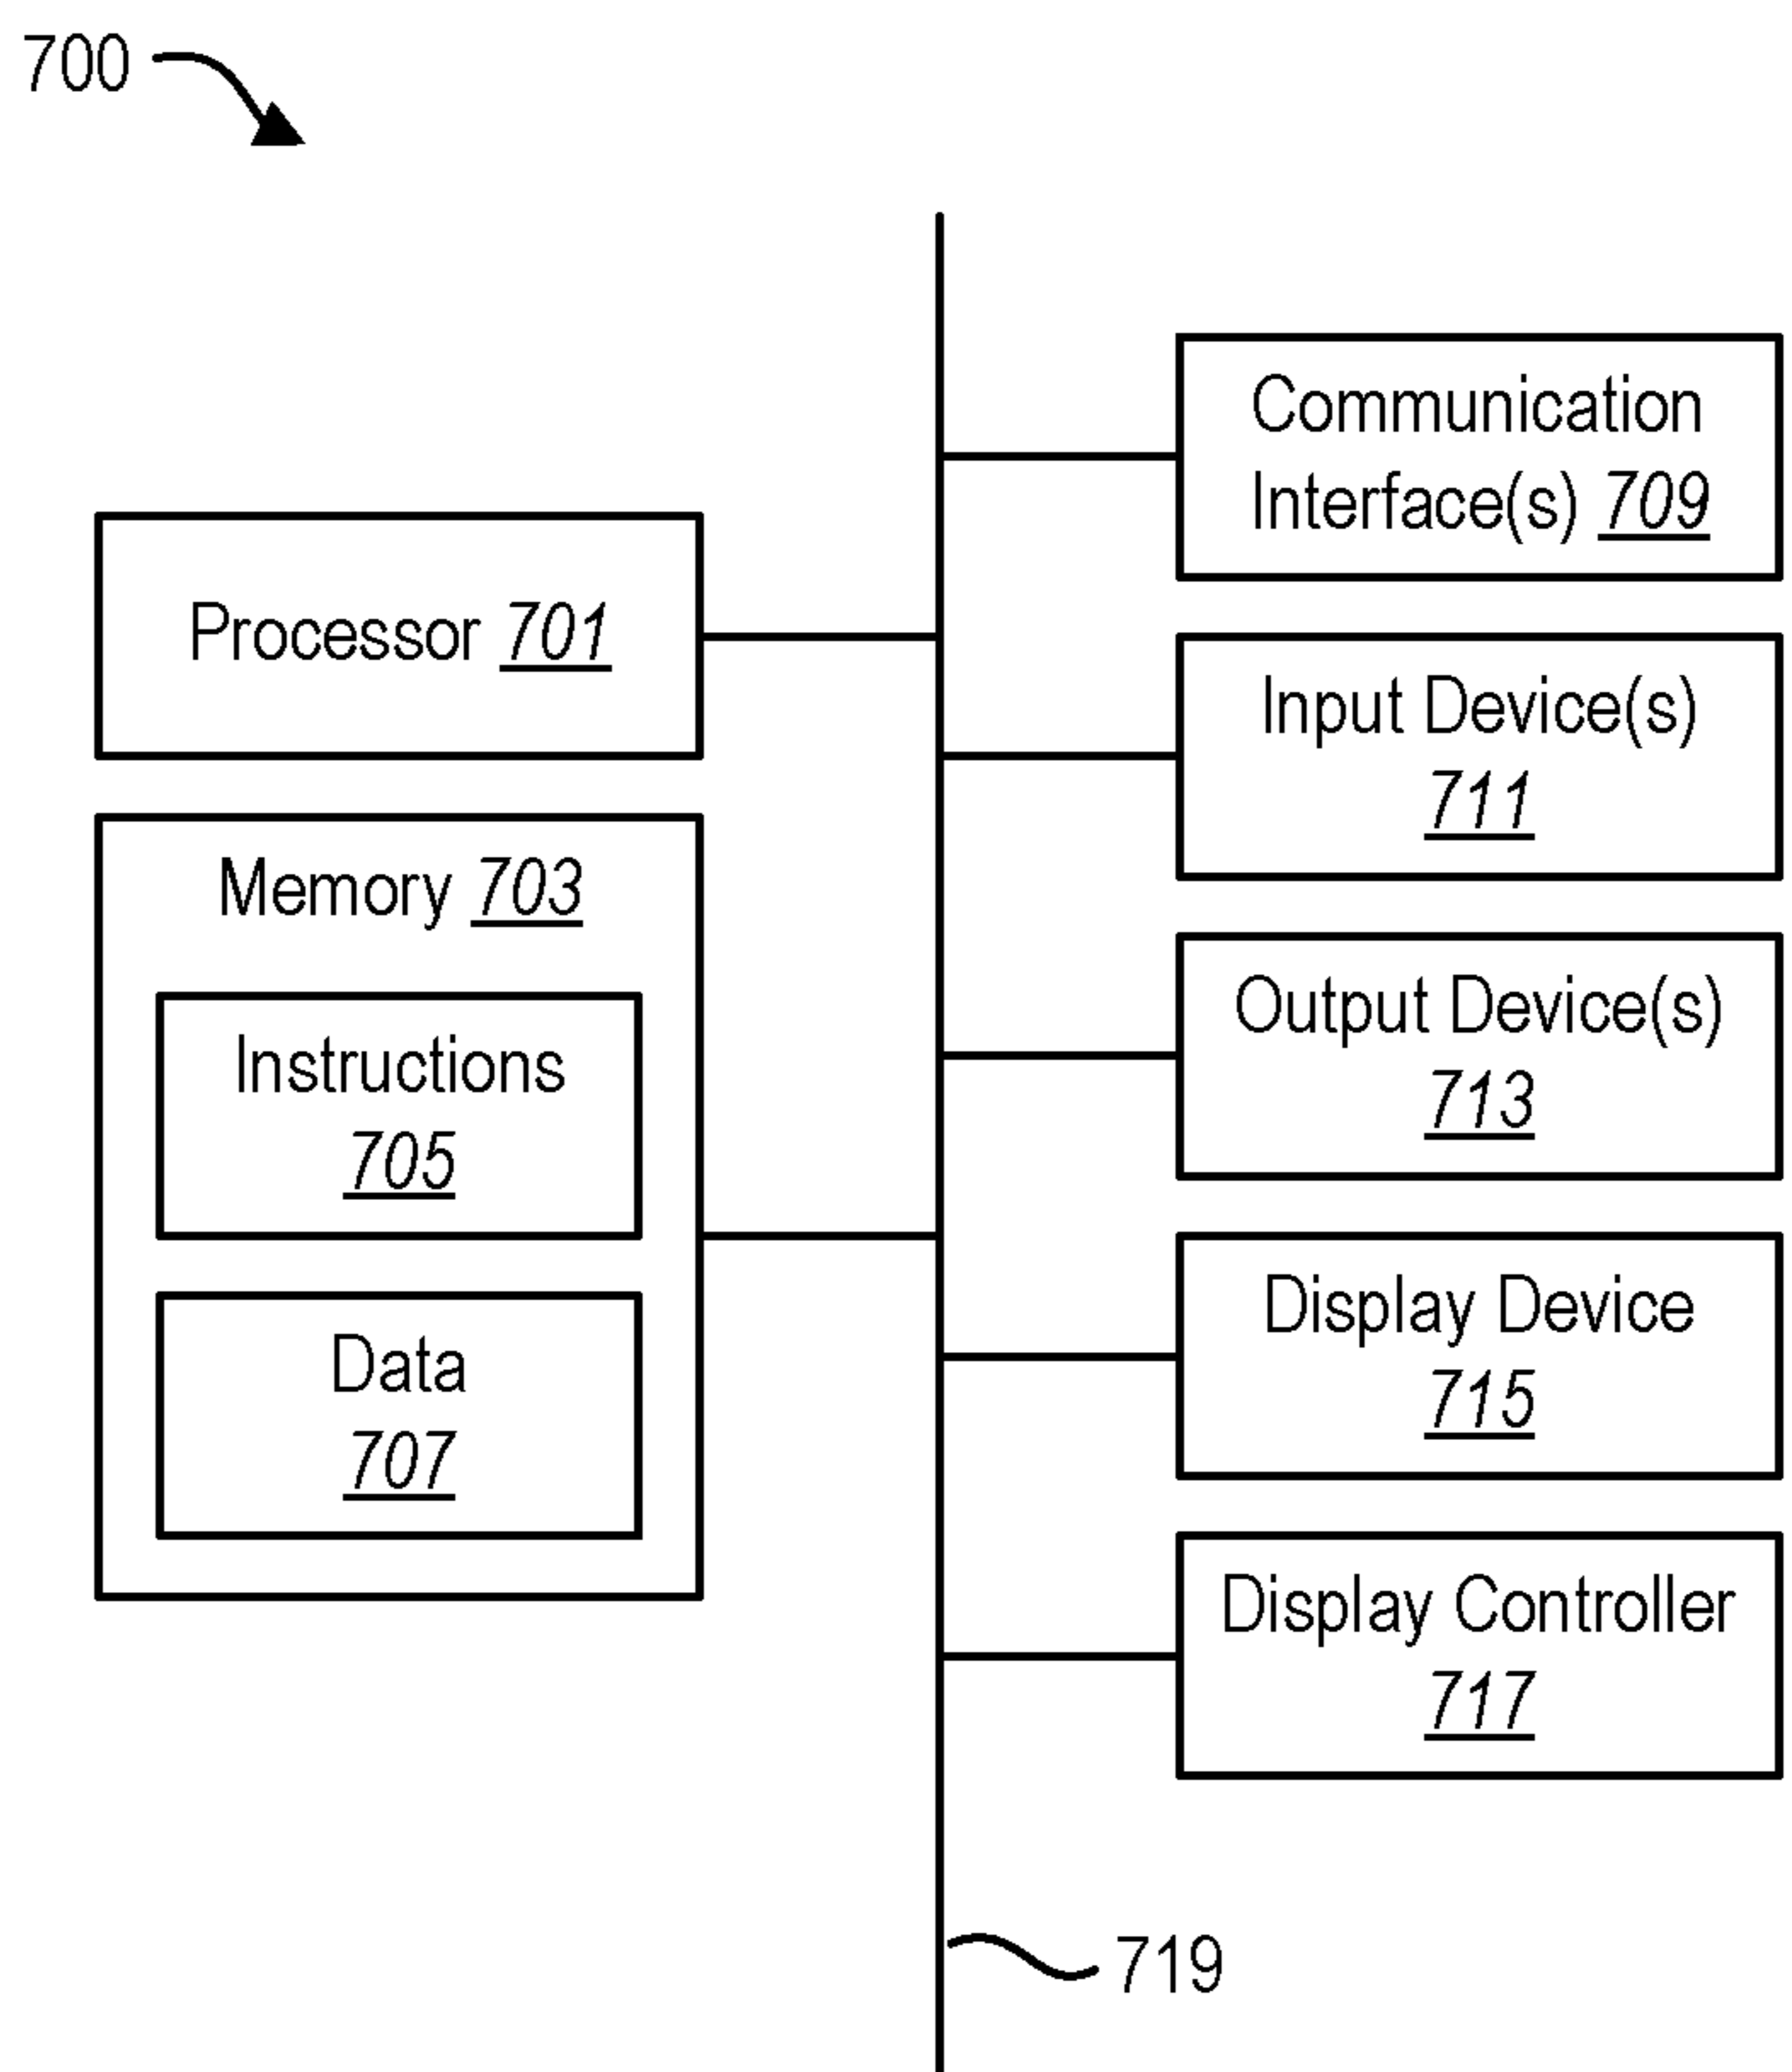 700
Communication
Interface(s) 709
Processor 701
Input Device(s)
711
Memory 703
Instructions
705
Data
707
Output Device(s)
713
Display Device
715
Display Controller
717
719